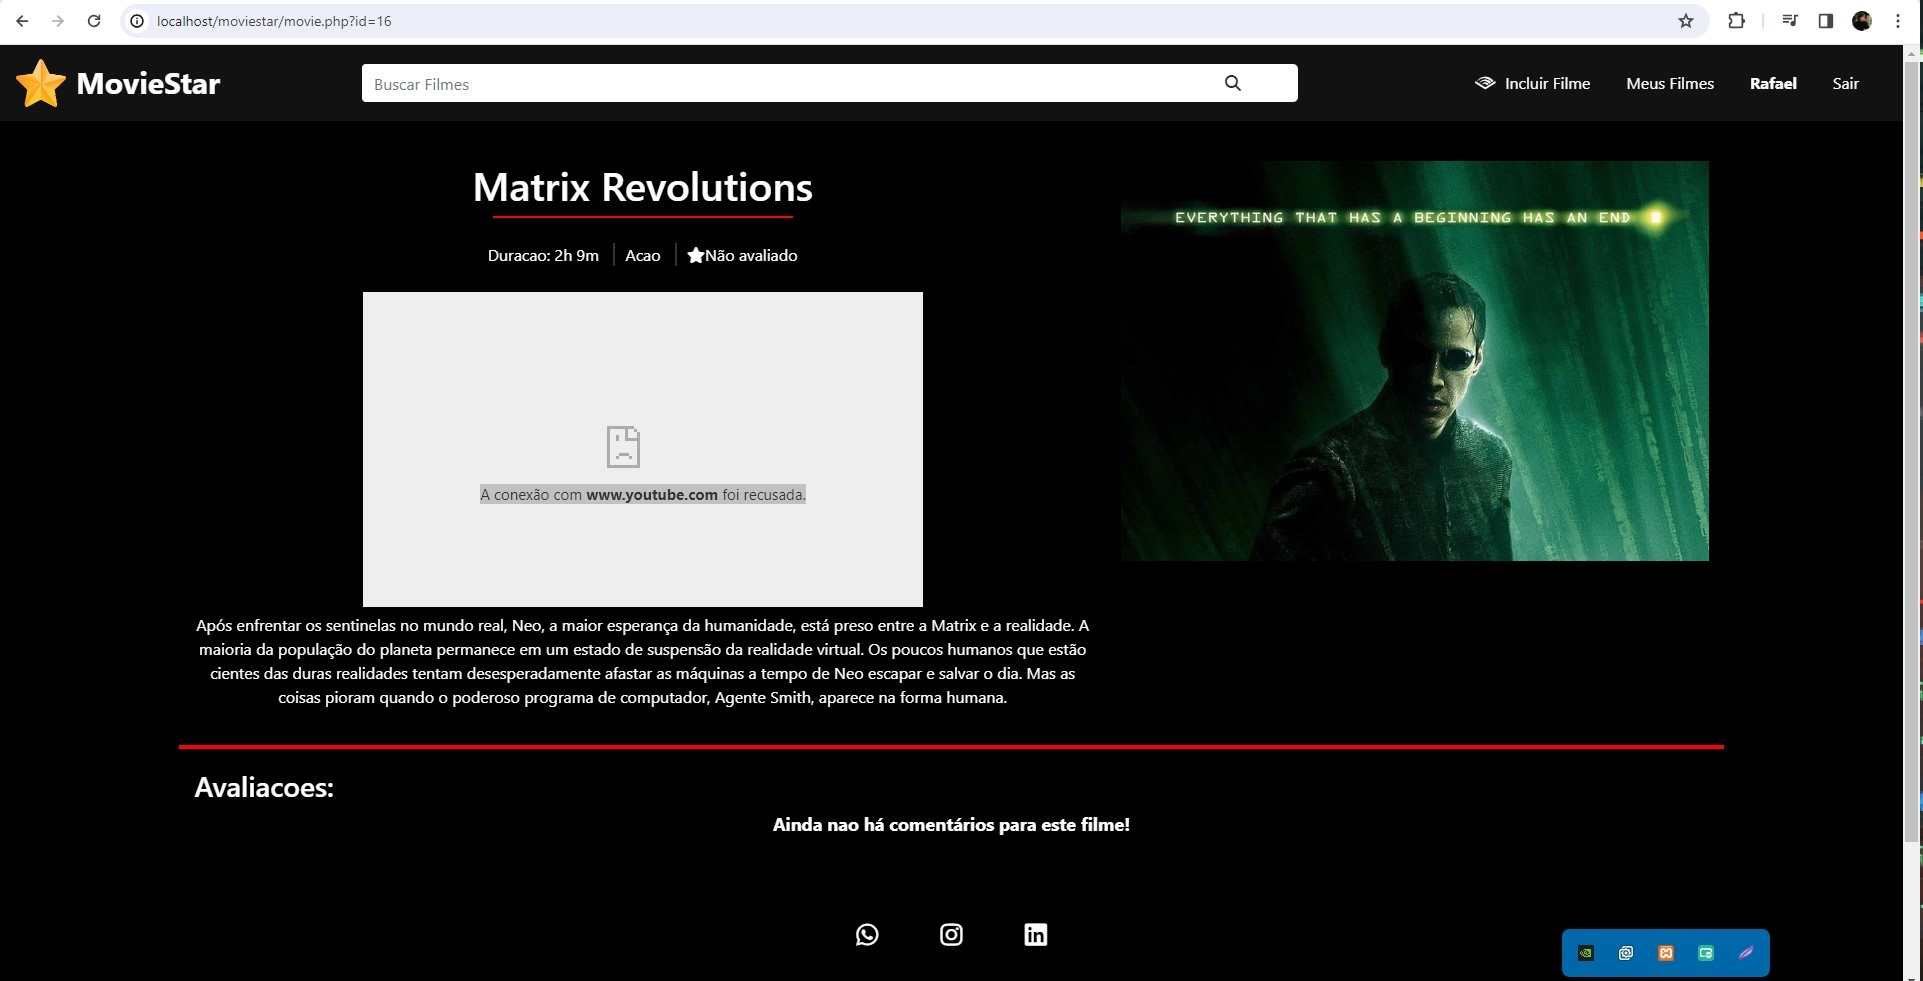 localhost/moviestar/movie.php?id=16
MovieStar
Buscar Filmes
Incluir Filme
Meus Filmes
Rafael
Sair
Matrix Revolutions
Duracao: 2h 9m
Acao
Não avaliado
EVERYTHING THAT HAS A BEGINNING HAS AN END
A conexão com www.youtube.com foi recusada.
Após enfrentar os sentinelas no mundo real, Neo, a maior esperança da humanidade, está preso entre a Matrix e a realidade. A
maioria da população do planeta permanece em um estado de suspensão da realidade virtual. Os poucos humanos que estão
cientes das duras realidades tentam desesperadamente afastar as máquinas a tempo de Neo escapar e salvar o dia. Mas as
coisas pioram quando o poderoso programa de computador, Agente Smith, aparece na forma humana.
Avaliacoes:
Ainda nao há comentários para este filme!